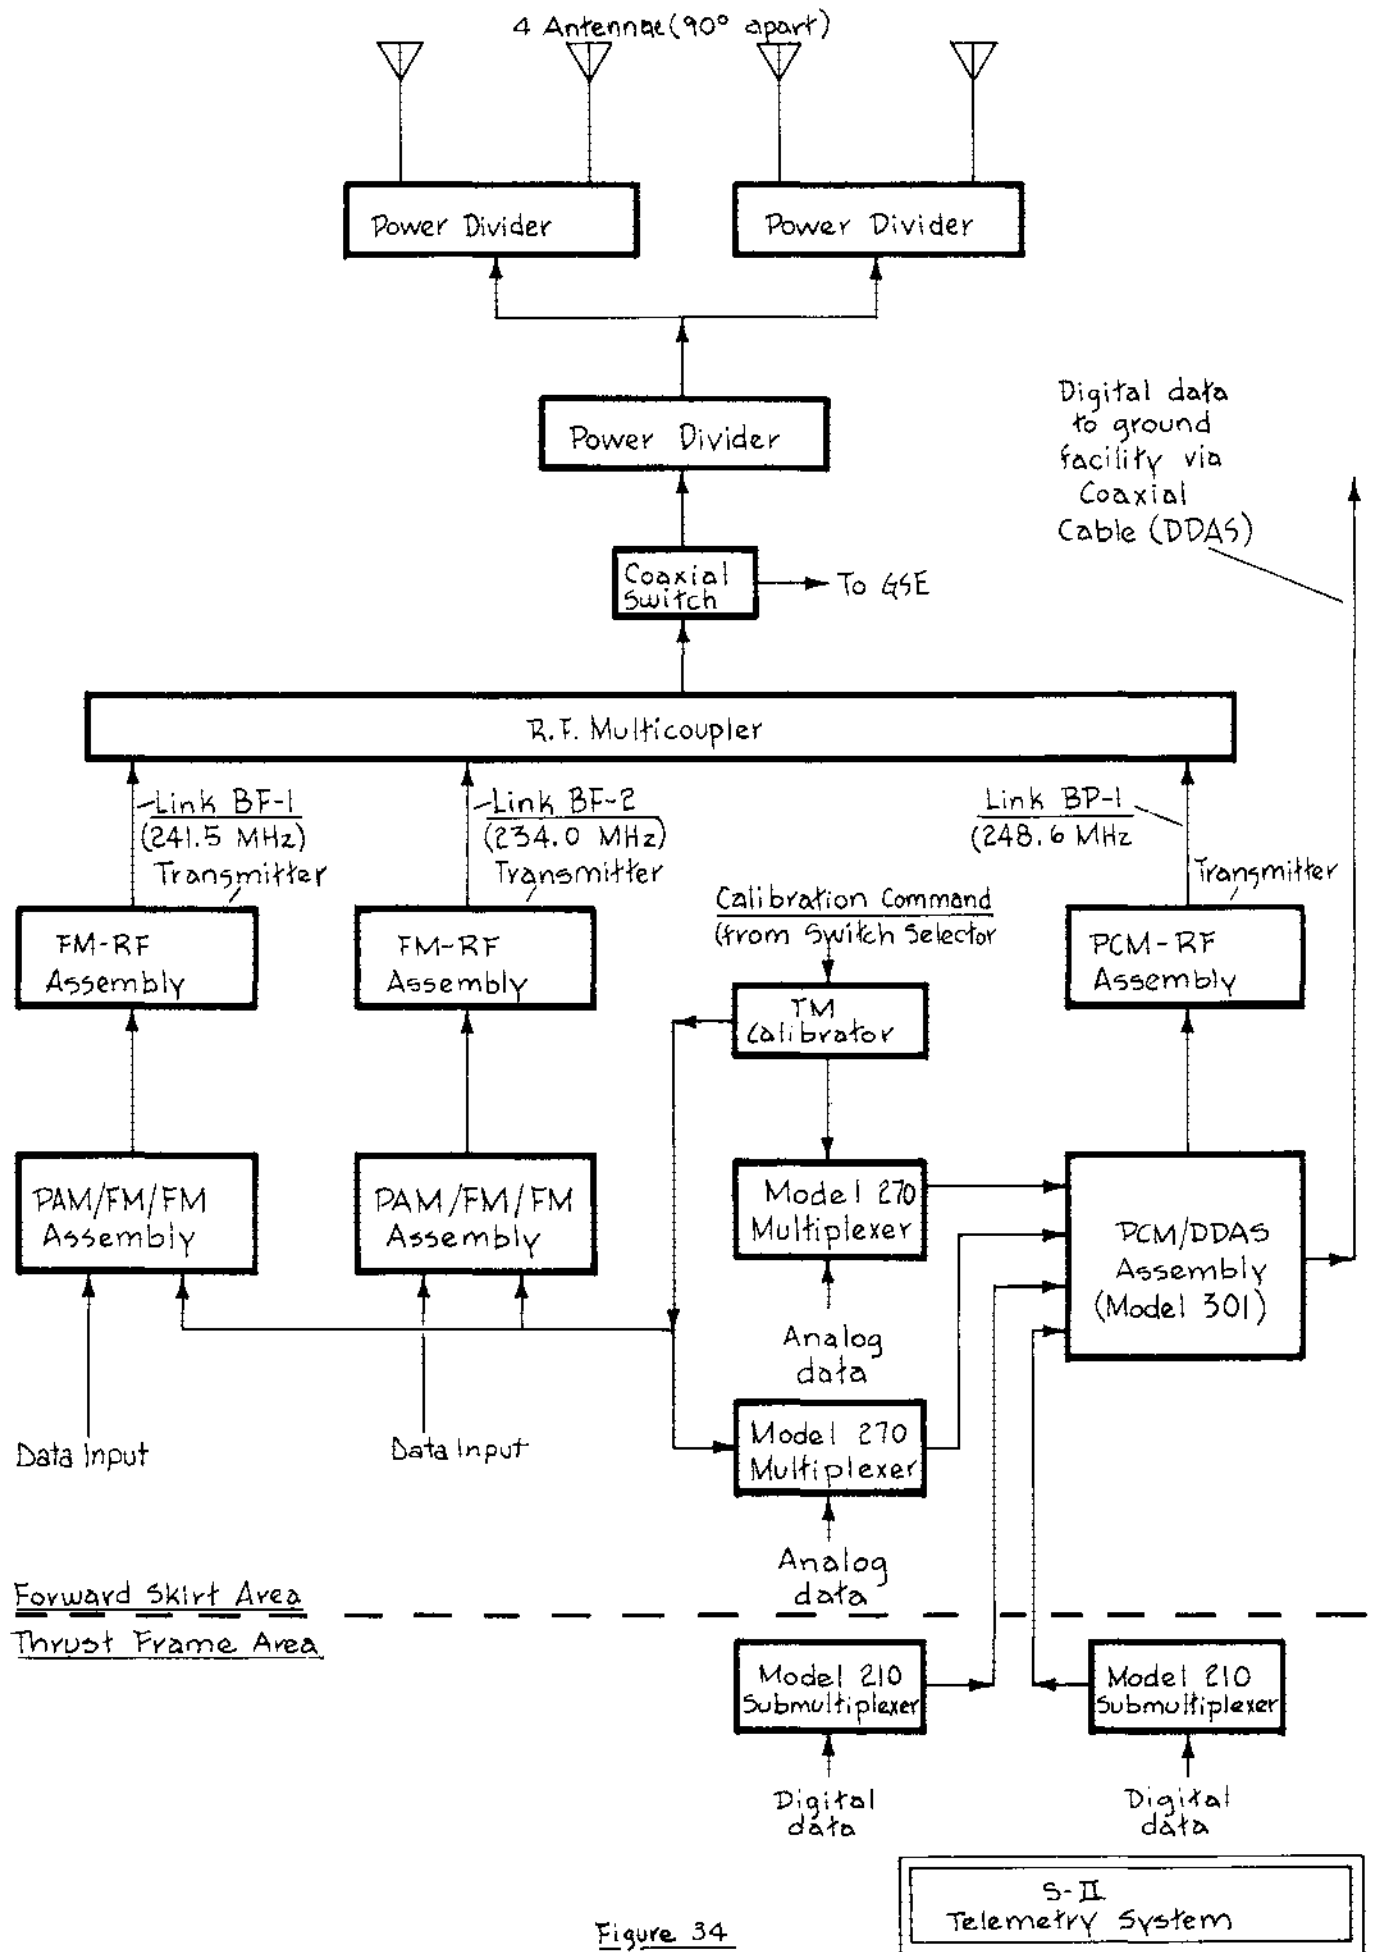 4 Antennae (90° apart)
Power Divider
Power Divider
Power Divider
Digital data
to ground
facility via
Coaxial
Cable (DDAS)
Coaxial
Switch
To GSE
R.F. Multicoupler
Link BF-1
(241.5 MHz)
Transmitter
Link BF-2
(234.0 MHz)
Transmitter
Link BP-1
(248.6 MHz
Transmitter
Calibration Command
(from Switch Selector
FM-RF
Assembly
FM-RF
Assembly
TM
Calibrator
PCM-RF
Assembly
PAM/FM/FM
Assembly
PAM/FM/FM
Assembly
Model 270
Multiplexer
PCM/DDAS
Assembly
(Model 301)
Analog
data
Data Input
Data Input
Model 270
Multiplexer
Analog
data
Forward Skirt Area
Thrust Frame Area
Model 210
Submultiplexer
Model 210
Submultiplexer
Digital
data
Digital
data
S-II
Telemetry System
Figure 34